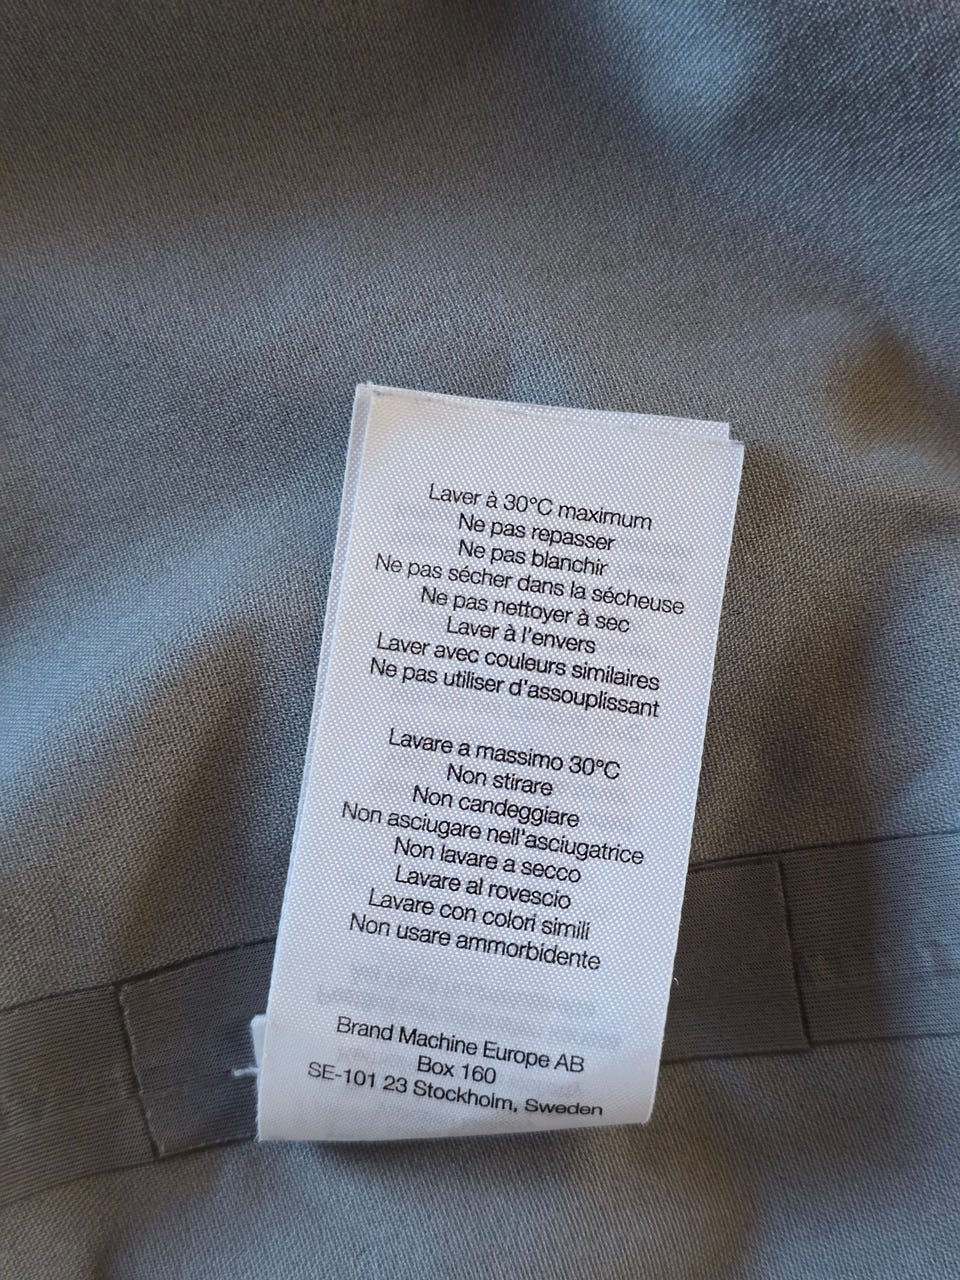 Laver à 30°C maximum
Ne pas repasser
Ne pas blanchir
Ne pas sécher dans la sécheuse
Ne pas nettoyer à sec
Laver à l'envers
Laver avec couleurs similaires
Ne pas utiliser d'assouplissant
Lavare a massimo 30°C
Non stirare
Non candeggiare
Non asciugare nell'asciugatrice
Non lavare a secco
Lavare al rovescio
Lavare con colori simili
Non usare ammorbidente
Brand Machine Europe AB
Box 160
SE-101 23 Stockholm, Sweden